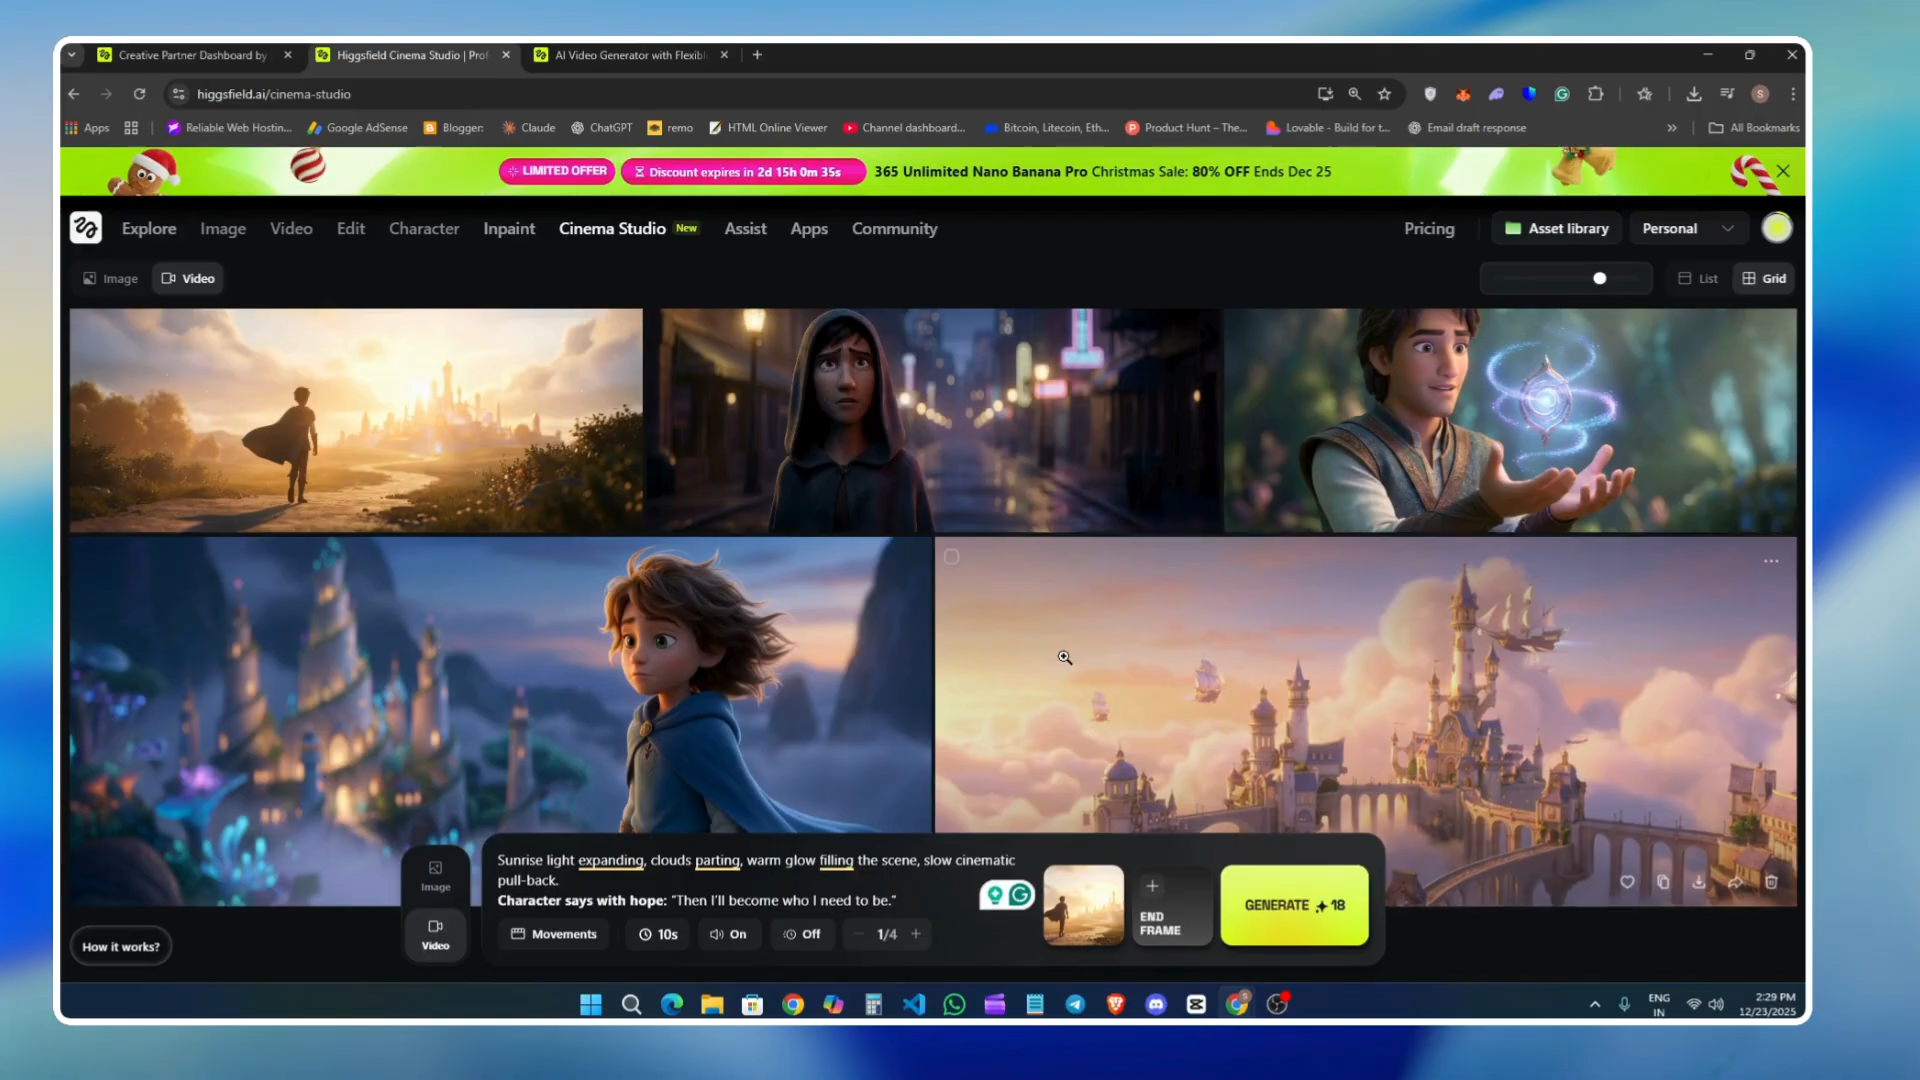 Creative Partner Dashboard by
Higgsfield Cinema Studio | Prof
AI Video Generator with Flexibl
higgsfield.ai/cinema-studio
S
Apps
Reliable Web Hostin...
Google AdSense
Blogger:
Claude
ChatGPT
remo
HTML Online Viewer
Channel dashboard...
Bitcoin, Litecoin, Eth...
Product Hunt – The...
Lovable - Build for t...
Email draft response
»
All Bookmarks
LIMITED OFFER
Discount expires in 2d 15h 0m 35s
365 Unlimited Nano Banana Pro Christmas Sale: 80% OFF Ends Dec 25
Explore
Image
Video
Edit
Character
Inpaint
Cinema Studio New
Assist
Apps
Community
Pricing
Asset library
Personal
Image
Video
List
Grid
Image
Video
Sunrise light expanding, clouds parting, warm glow filling the scene, slow cinematic
pull-back.
Character says with hope: "Then I'll become who I need to be."
Movements
10s
On
Off
1/4
END
FRAME
GENERATE 18
How it works?
ENG
IN
2:29 PM
12/23/2025